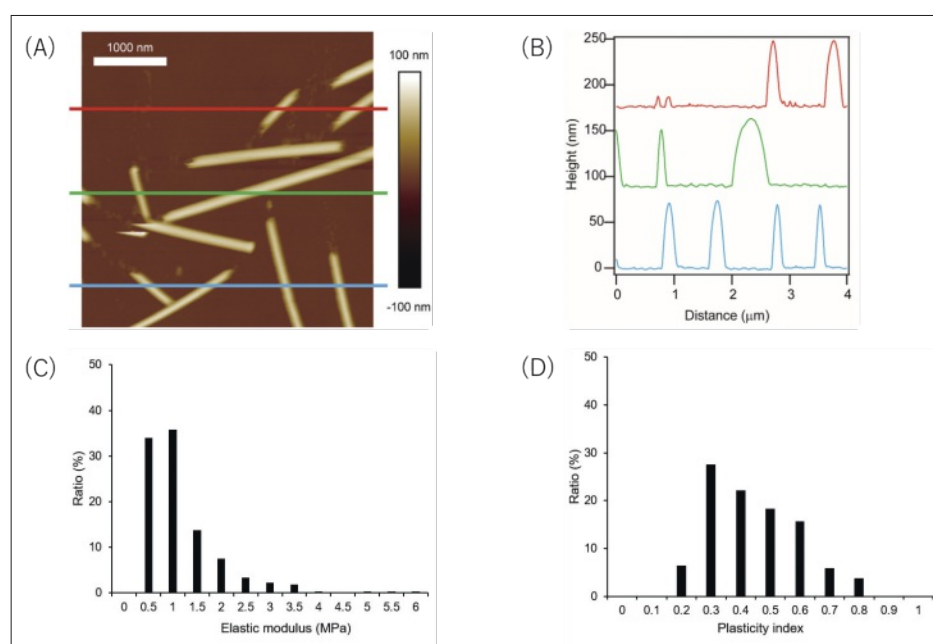 (A)
1000 nm
100 nm
-100 nm
(B)
250
200
150
100
50
0
Height (nm)
0 1 2 3 4
Distance (μm)
(C)
50
40
30
20
10
0
Ratio (%)
0 0.5 1 1.5 2 2.5 3 3.5 4 4.5 5 5.5 6
Elastic modulus (MPa)
(D)
50
40
30
20
10
0
Ratio (%)
0 0.1 0.2 0.3 0.4 0.5 0.6 0.7 0.8 0.9 1
Plasticity index